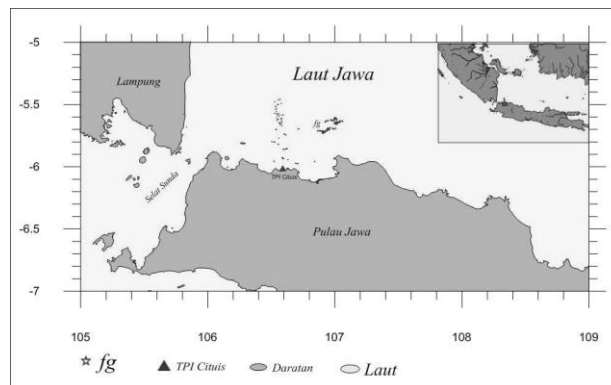 -5
-5.5
-6
-6.5
-7
Lampung
Laut Jawa
fg
Selat Sunda
TPI Cituis
Pulau Jawa
105 106 107 108 109
fg TPI Cituis Daratan Laut